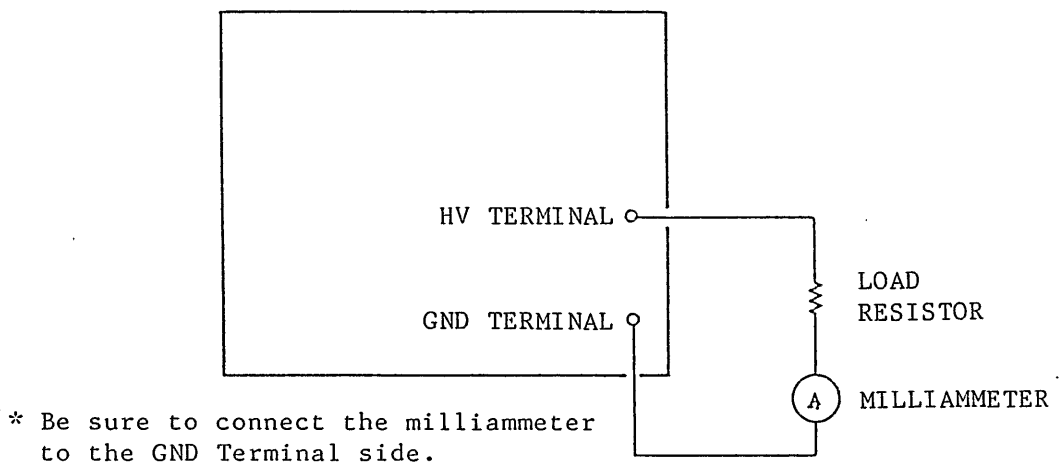 HV TERMINAL
LOAD
RESISTOR
GND TERMINAL
A MILLIAMMETER
* Be sure to connect the milliammeter
to the GND Terminal side.